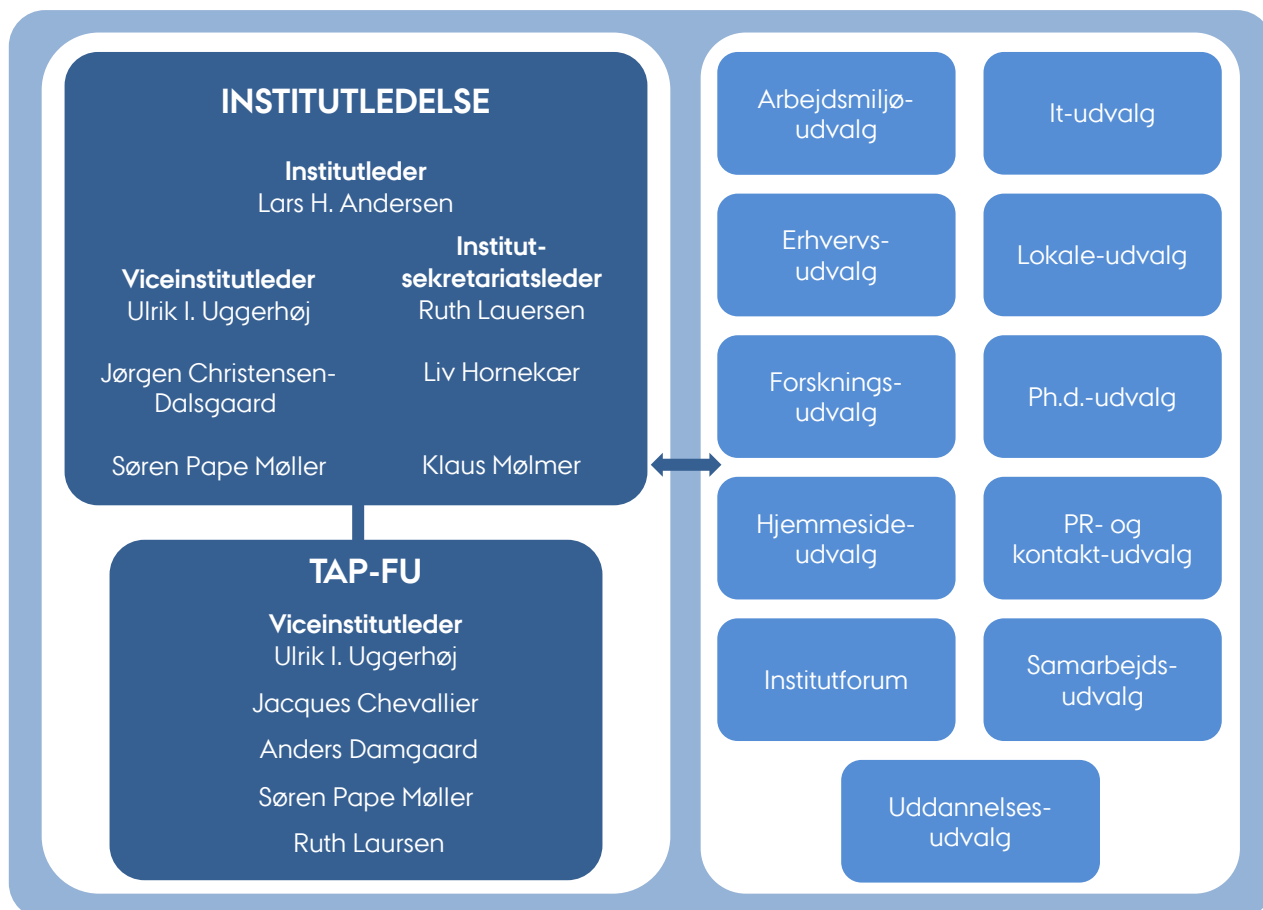 INSTITUTLEDELSE
Institutleder
Lars H. Andersen
Viceinstitutleder
Ulrik I. Uggerhøj
Institut-
sekretariatsleder
Ruth Lauersen
Jørgen Christensen-
Dalsgaard
Liv Hornekær
Søren Pape Møller
Klaus Mølmer
TAP-FU
Viceinstitutleder
Ulrik I. Uggerhøj
Jacques Chevallier
Anders Damgaard
Søren Pape Møller
Ruth Laursen
Arbejdsmiljø-
udvalg
It-udvalg
Erhvervs-
udvalg
Lokale-udvalg
Forsknings-
udvalg
Ph.d.-udvalg
Hjemmeside-
udvalg
PR- og
kontakt-udvalg
Institutforum
Samarbejds-
udvalg
Uddannelses-
udvalg